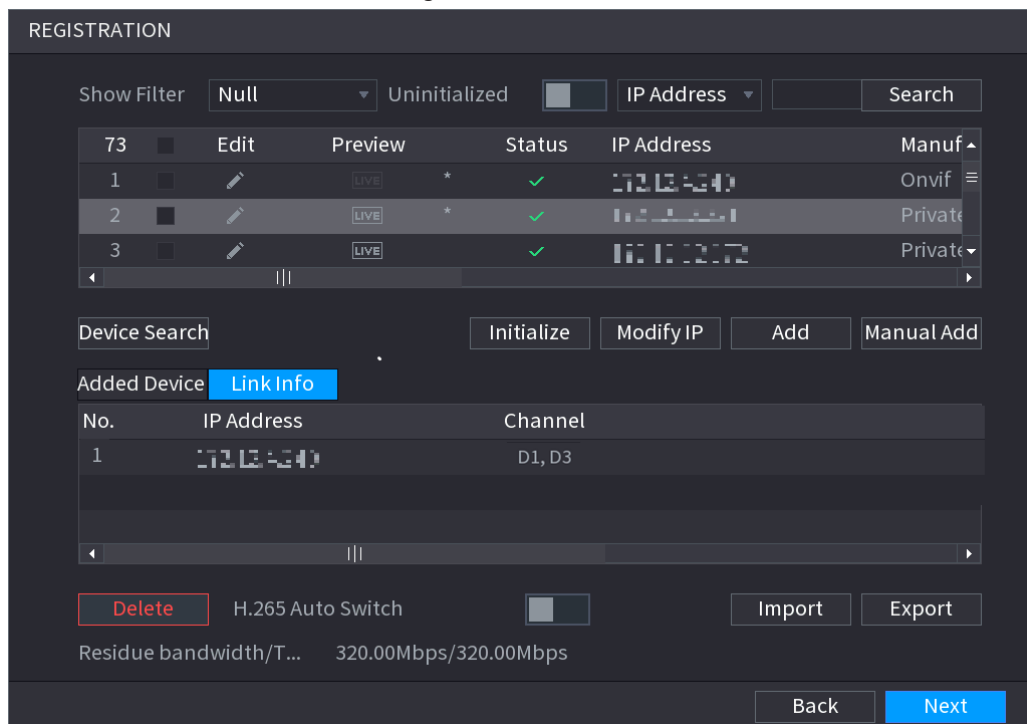 REGISTRATION
Show Filter Null Uninitialized IP Address Search
73 Edit Preview Status IP Address Manuf
1 LIVE * Onvif
2 LIVE * Private
3 LIVE Private
Device Search Initialize Modify IP Add Manual Add
Added Device Link Info
No. IP Address Channel
1 D1, D3
Delete H.265 Auto Switch Import Export
Residue bandwidth/T... 320.00Mbps/320.00Mbps
Back Next